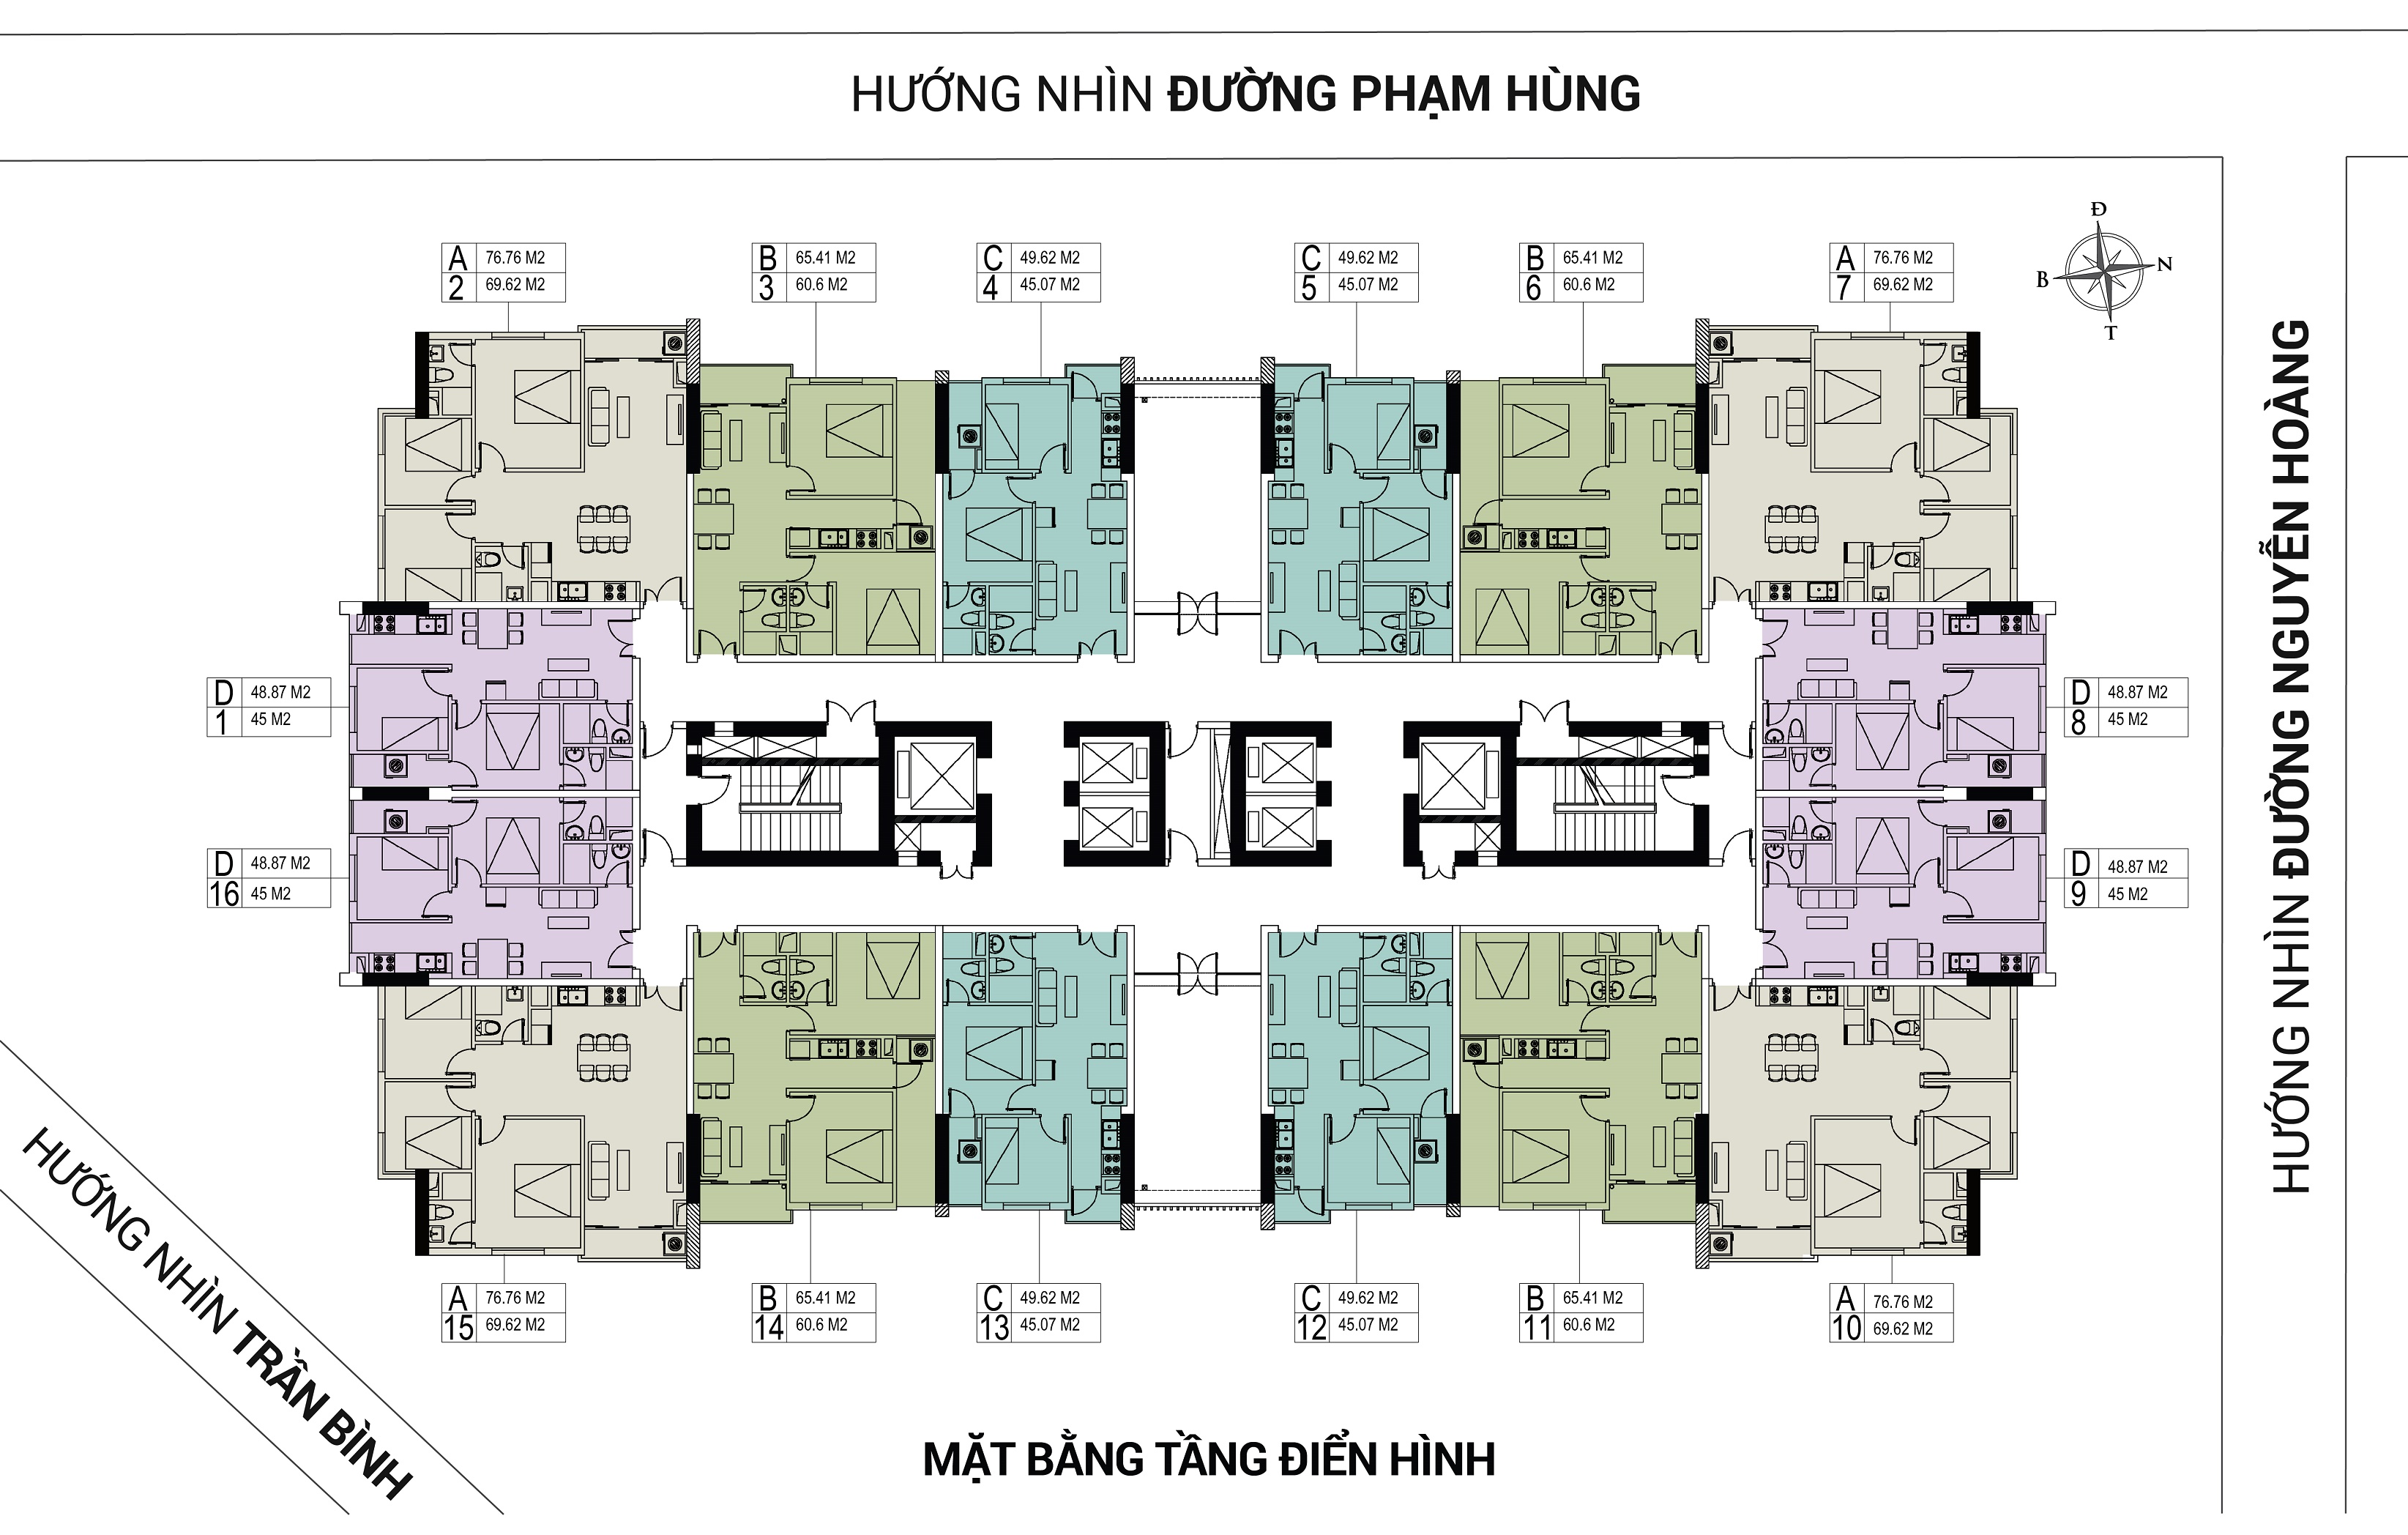 HƯỚNG NHÌN ĐƯỜNG PHẠM HÙNG
Đ
B
N
T
A 76.76 M2
2 69.62 M2
B 65.41 M2
3 60.6 M2
C 49.62 M2
4 45.07 M2
C 49.62 M2
5 45.07 M2
B 65.41 M2
6 60.6 M2
A 76.76 M2
7 69.62 M2
D 48.87 M2
1 45 M2
D 48.87 M2
8 45 M2
D 48.87 M2
16 45 M2
D 48.87 M2
9 45 M2
HƯỚNG NHÌN ĐƯỜNG NGUYỄN HOÀNG
A 76.76 M2
15 69.62 M2
B 65.41 M2
14 60.6 M2
C 49.62 M2
13 45.07 M2
C 49.62 M2
12 45.07 M2
B 65.41 M2
11 60.6 M2
A 76.76 M2
10 69.62 M2
HƯỚNG NHÌN TRẦN BÌNH
MẶT BẰNG TẦNG ĐIỂN HÌNH